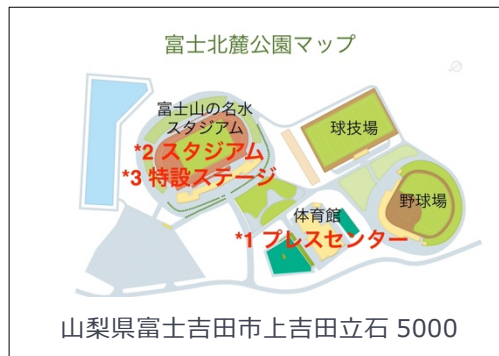 富士北麓公園マップ
富士山の名水
スタジアム
*2 スタジアム
*3 特設ステージ
球技場
野球場
体育館
*1 プレスセンター
山梨県富士吉田市上吉田立石 5000